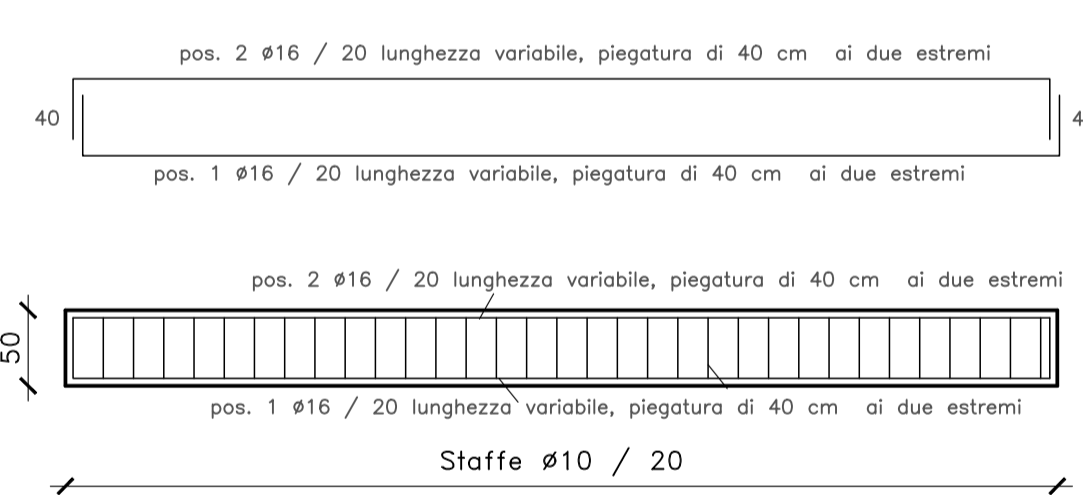 pos. 2 ø16 / 20 lunghezza variabile, piegatura di 40 cm ai due estremi
40
4
pos. 1 ø16 / 20 lunghezza variabile, piegatura di 40 cm ai due estremi
pos. 2 ø16 / 20 lunghezza variabile, piegatura di 40 cm ai due estremi
50
pos. 1 ø16 / 20 lunghezza variabile, piegatura di 40 cm ai due estremi
Staffe ø10 / 20